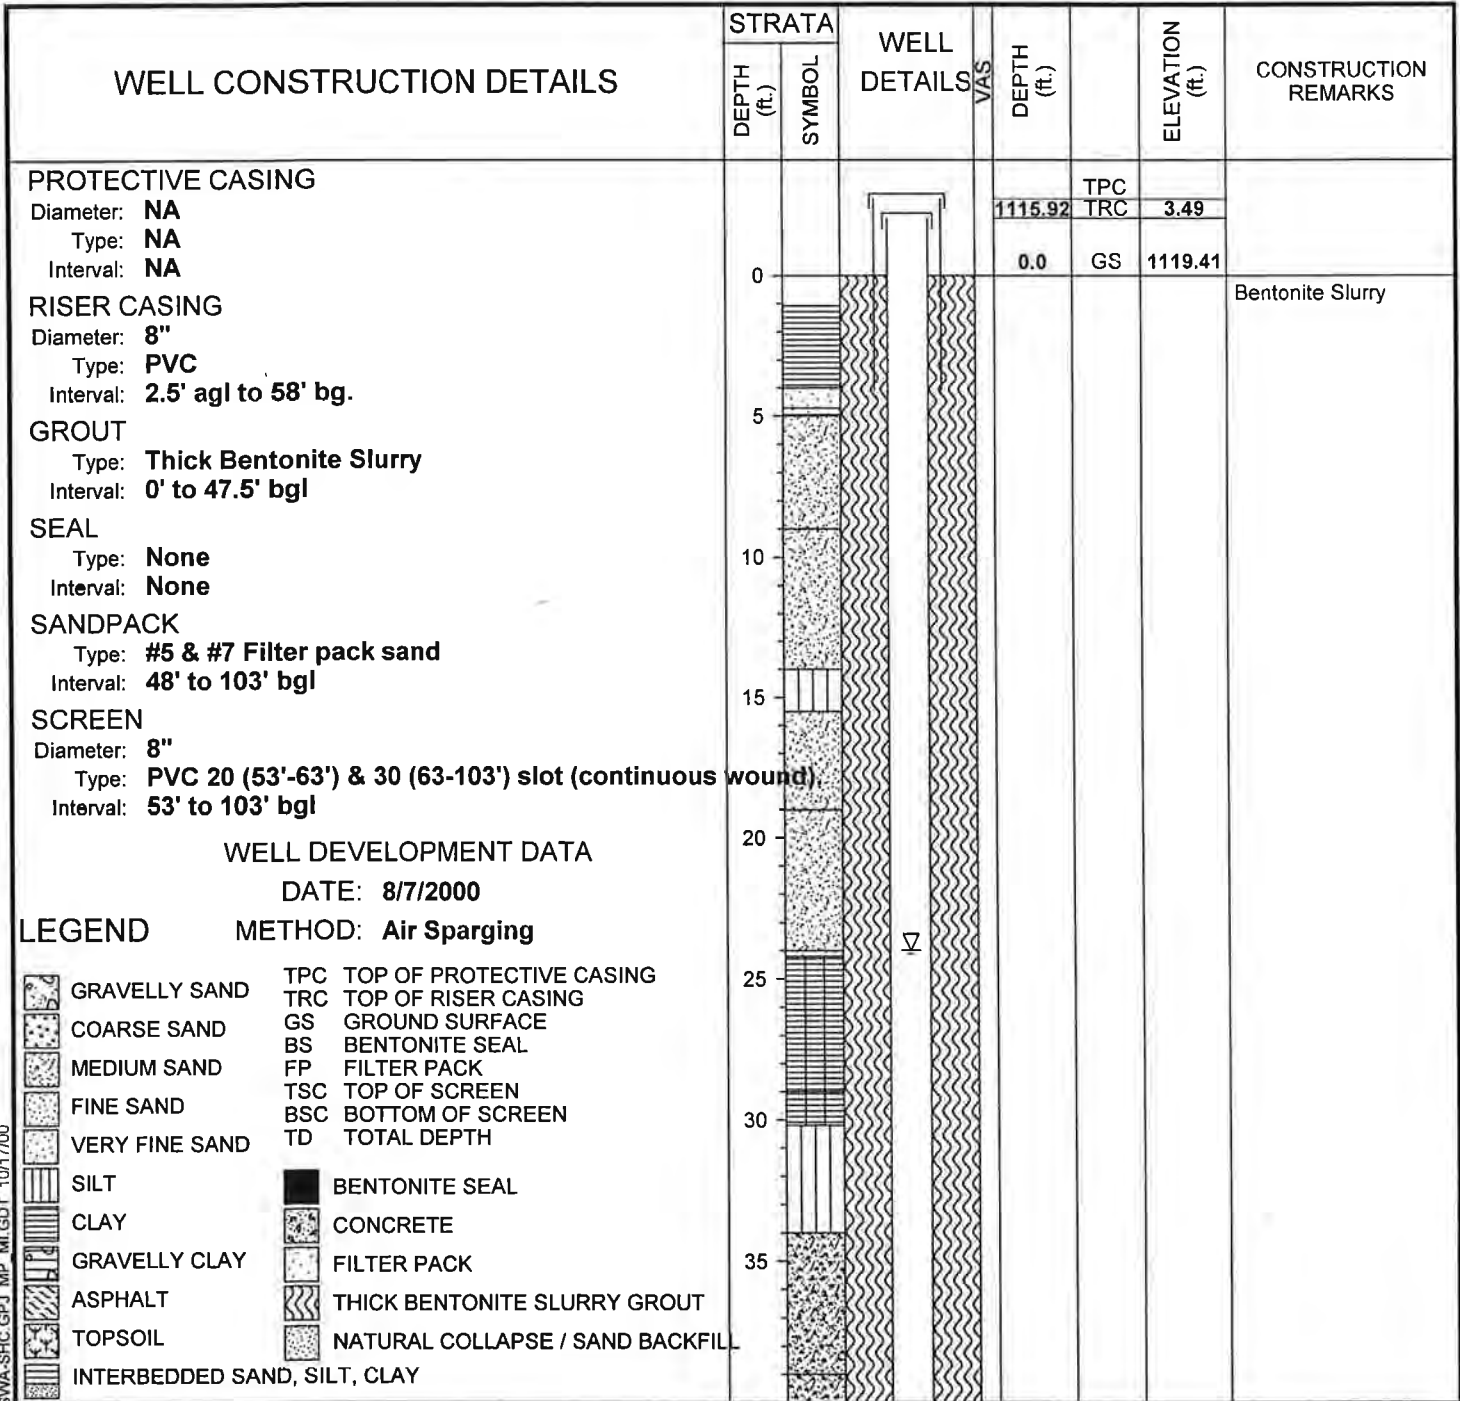 WELL CONSTRUCTION DETAILS
STRATA
DEPTH (ft.)
SYMBOL
WELL DETAILS
VAS
DEPTH (ft.)
ELEVATION (ft.)
CONSTRUCTION REMARKS
PROTECTIVE CASING
Diameter: NA
Type: NA
Interval: NA
RISER CASING
Diameter: 8"
Type: PVC
Interval: 2.5' agl to 58' bg.
GROUT
Type: Thick Bentonite Slurry
Interval: 0' to 47.5' bgl
SEAL
Type: None
Interval: None
SANDPACK
Type: #5 & #7 Filter pack sand
Interval: 48' to 103' bgl
SCREEN
Diameter: 8"
Type: PVC 20 (53'-63') & 30 (63-103') slot (continuous wound).
Interval: 53' to 103' bgl
WELL DEVELOPMENT DATA
DATE: 8/7/2000
METHOD: Air Sparging
LEGEND
GRAVELLY SAND
COARSE SAND
MEDIUM SAND
FINE SAND
VERY FINE SAND
SILT
CLAY
GRAVELLY CLAY
ASPHALT
TOPSOIL
INTERBEDDED SAND, SILT, CLAY
TPC TOP OF PROTECTIVE CASING
TRC TOP OF RISER CASING
GS GROUND SURFACE
BS BENTONITE SEAL
FP FILTER PACK
TSC TOP OF SCREEN
BSC BOTTOM OF SCREEN
TD TOTAL DEPTH
BENTONITE SEAL
CONCRETE
FILTER PACK
THICK BENTONITE SLURRY GROUT
NATURAL COLLAPSE / SAND BACKFILL
0
5
10
15
20
25
30
35
TPC
1115.92 TRC 3.49
0.0 GS 1119.41
Bentonite Slurry
10/17/00